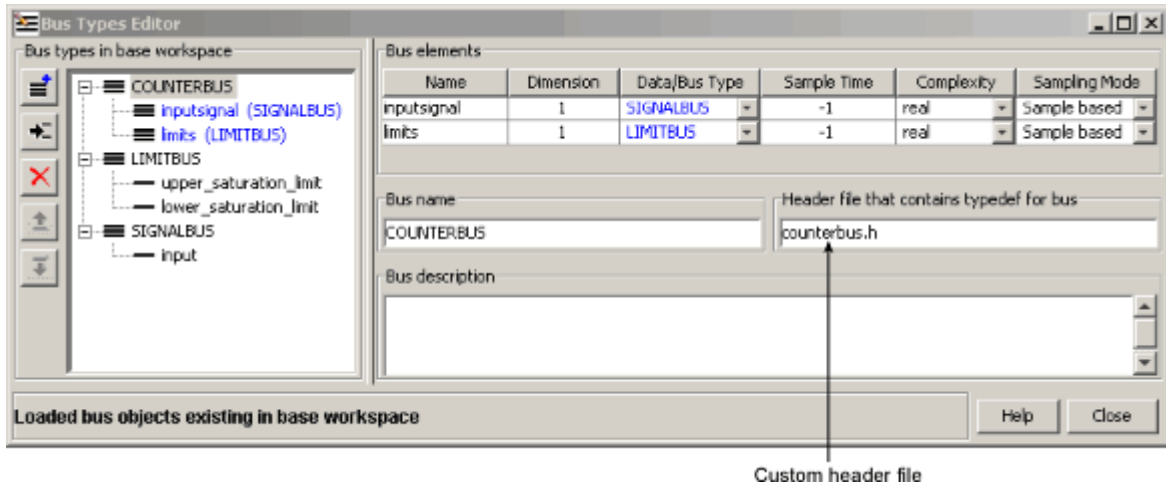 Bus Types Editor
Bus types in base workspace
COUNTERBUS
inputsignal (SIGNALBUS)
limits (LIMITBUS)
LIMITBUS
upper_saturation_limit
lower_saturation_limit
SIGNALBUS
input
Bus elements
Name Dimension Data/Bus Type Sample Time Complexity Sampling Mode
inputsignal 1 SIGNALBUS -1 real Sample based
limits 1 LIMITBUS -1 real Sample based
Bus name
COUNTERBUS
Header file that contains typedef for bus
counterbus.h
Bus description
Loaded bus objects existing in base workspace
Help Close
Custom header file